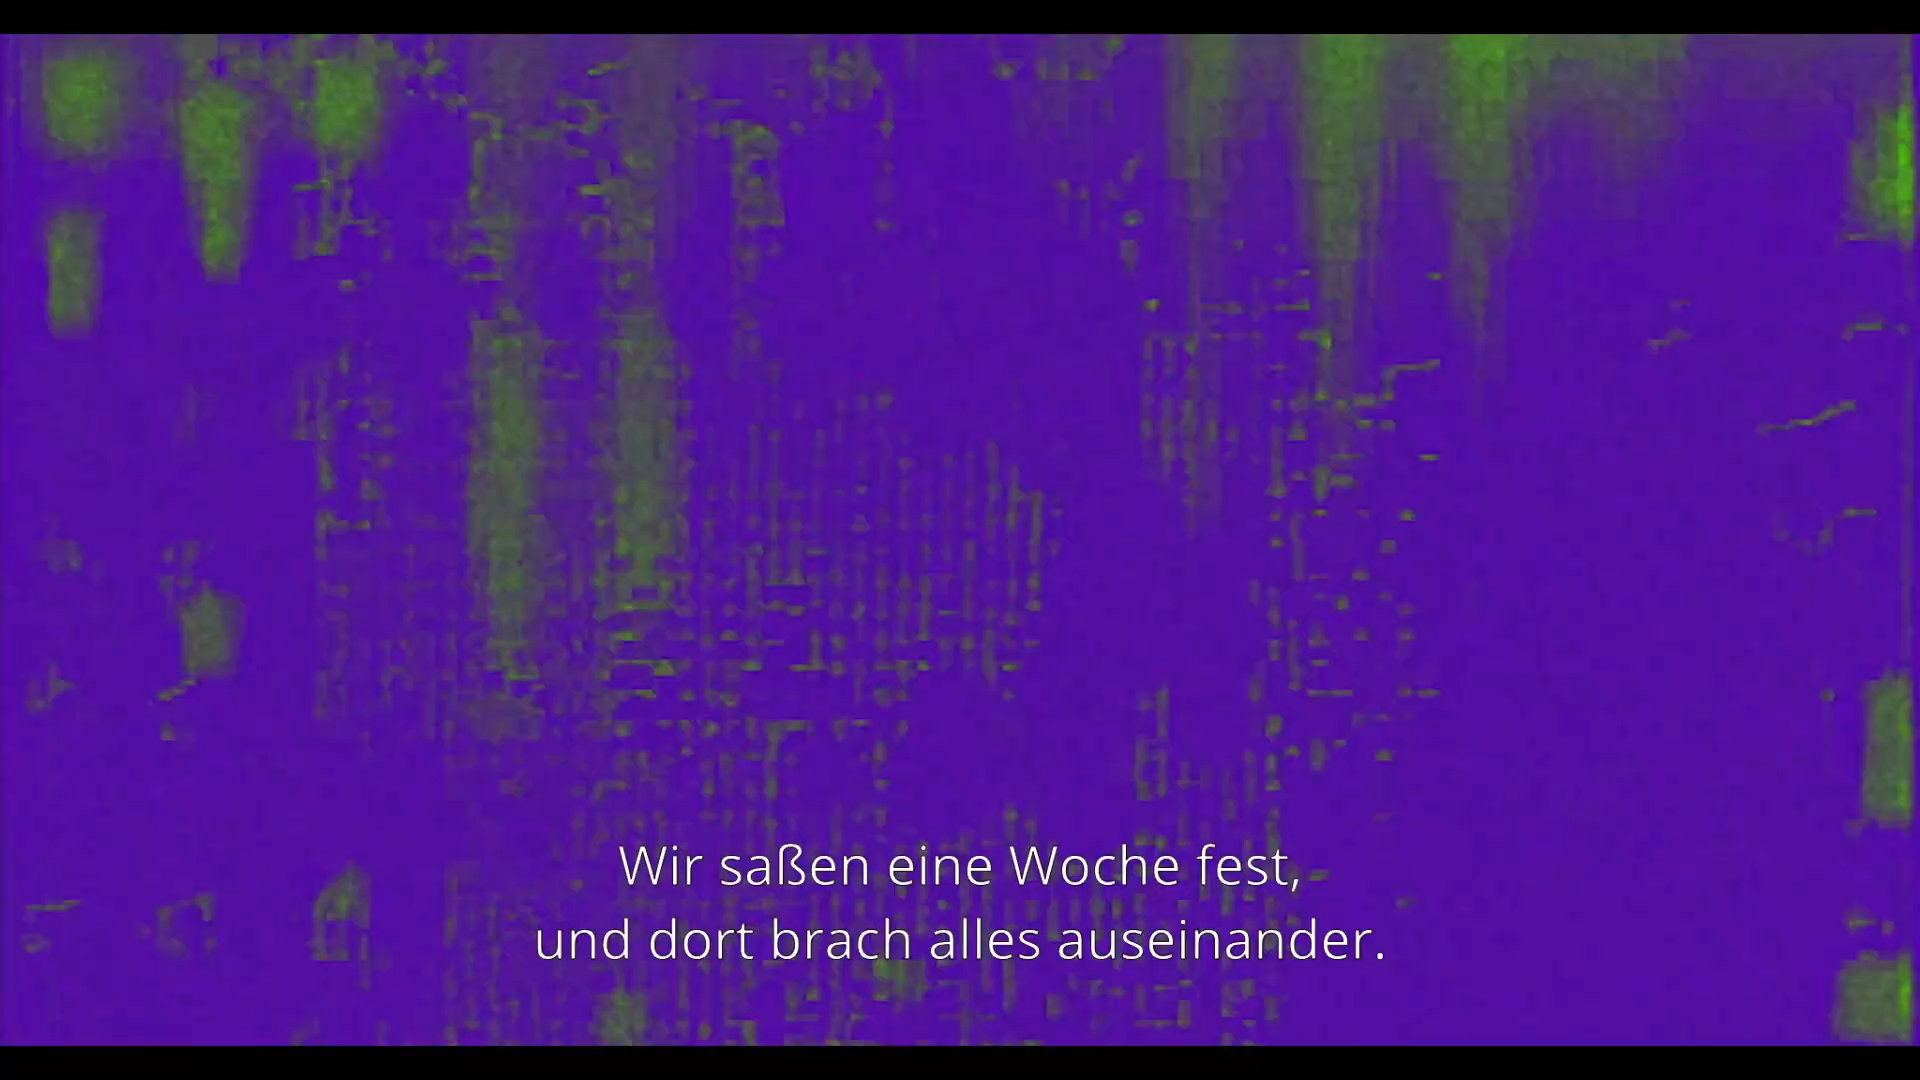 Wir saßen eine Woche fest,
und dort brach alles auseinander.